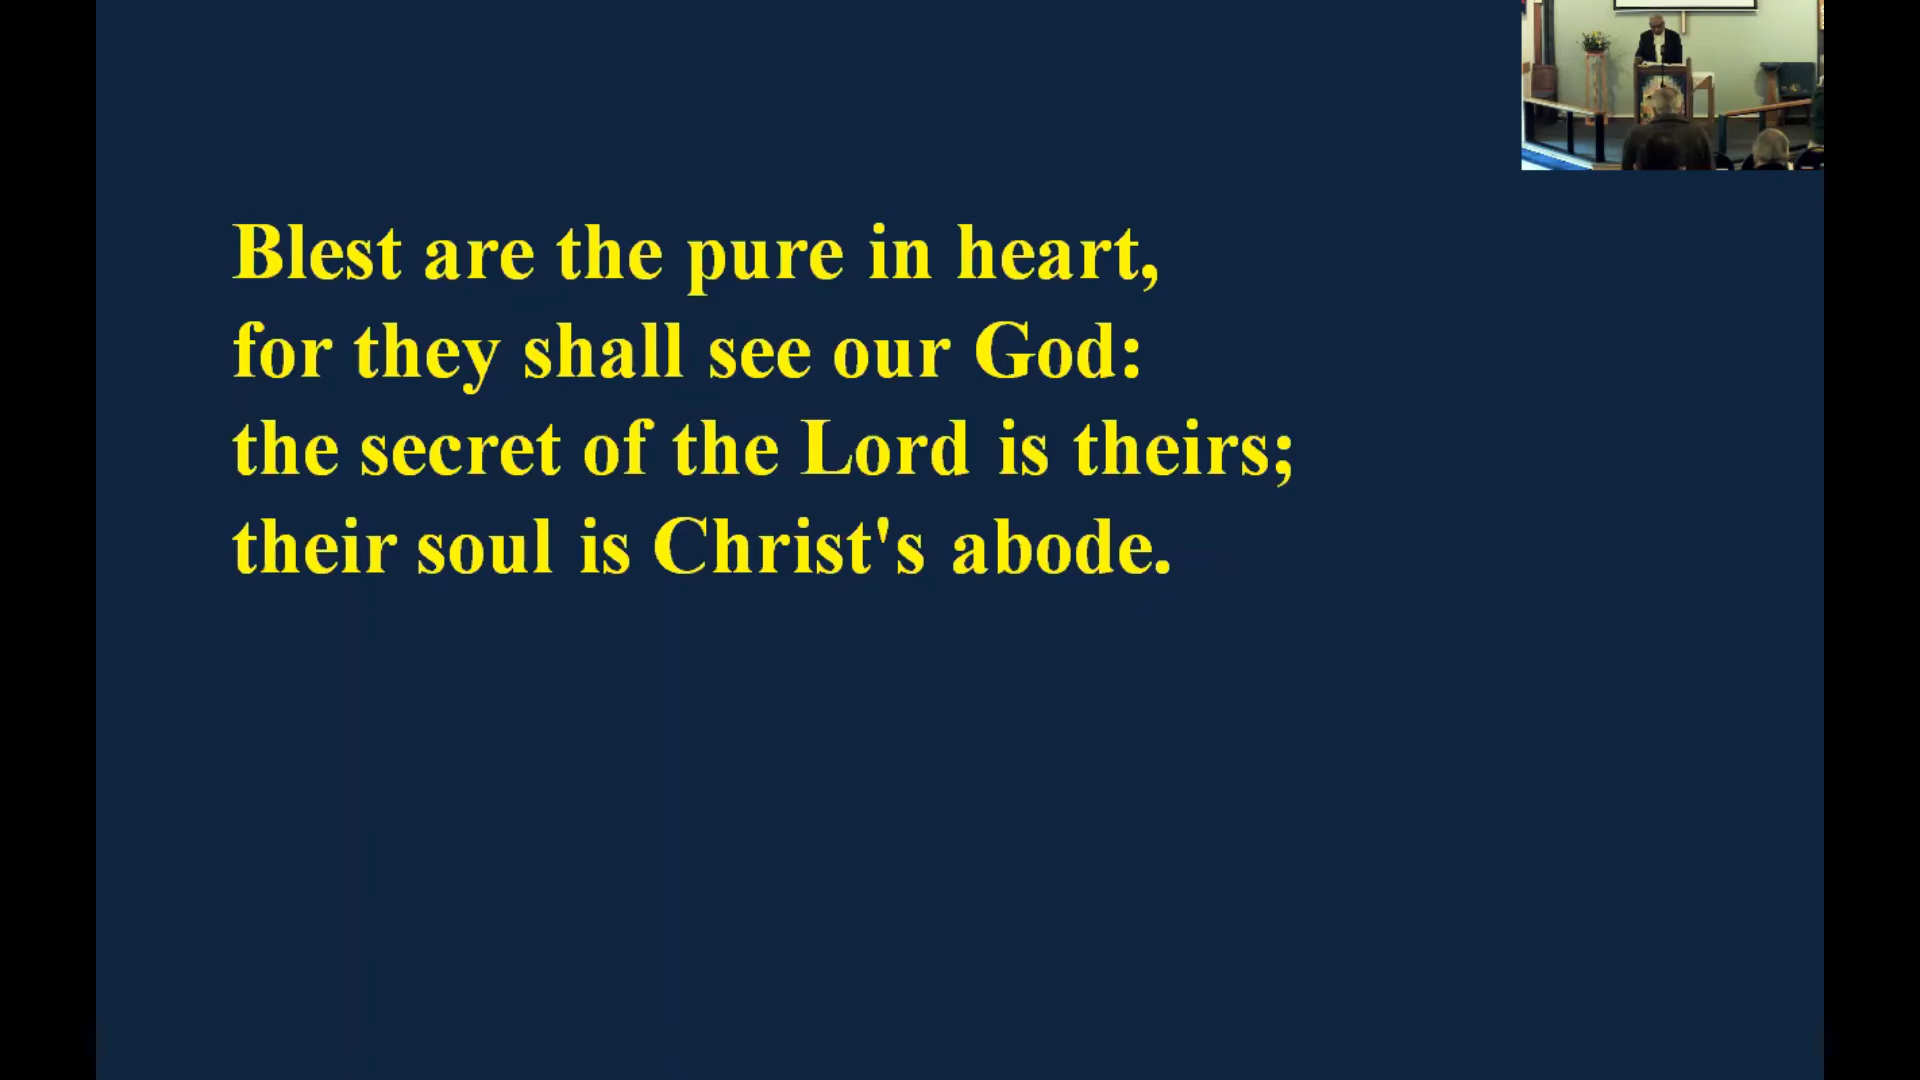 Blest are the pure in heart,
for they shall see our God:
the secret of the Lord is theirs;
their soul is Christ's abode.